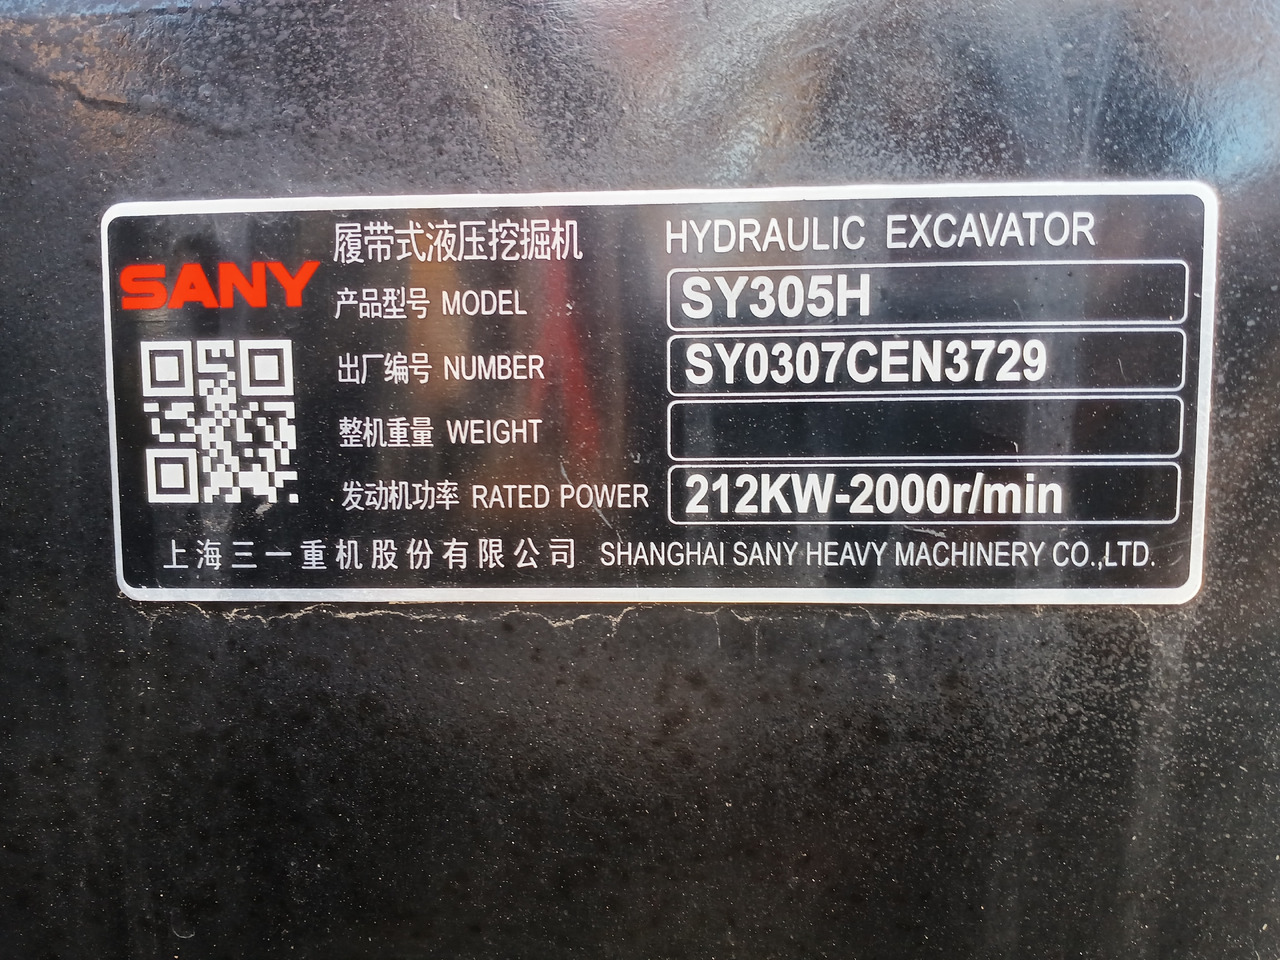 履带式液压挖掘机 HYDRAULIC EXCAVATOR
SANY
产品型号 MODEL SY305H
出厂编号 NUMBER SY0307CEN3729
整机重量 WEIGHT
发动机功率 RATED POWER 212KW-2000r/min
上海三一重机股份有限公司 SHANGHAI SANY HEAVY MACHINERY CO.,LTD.